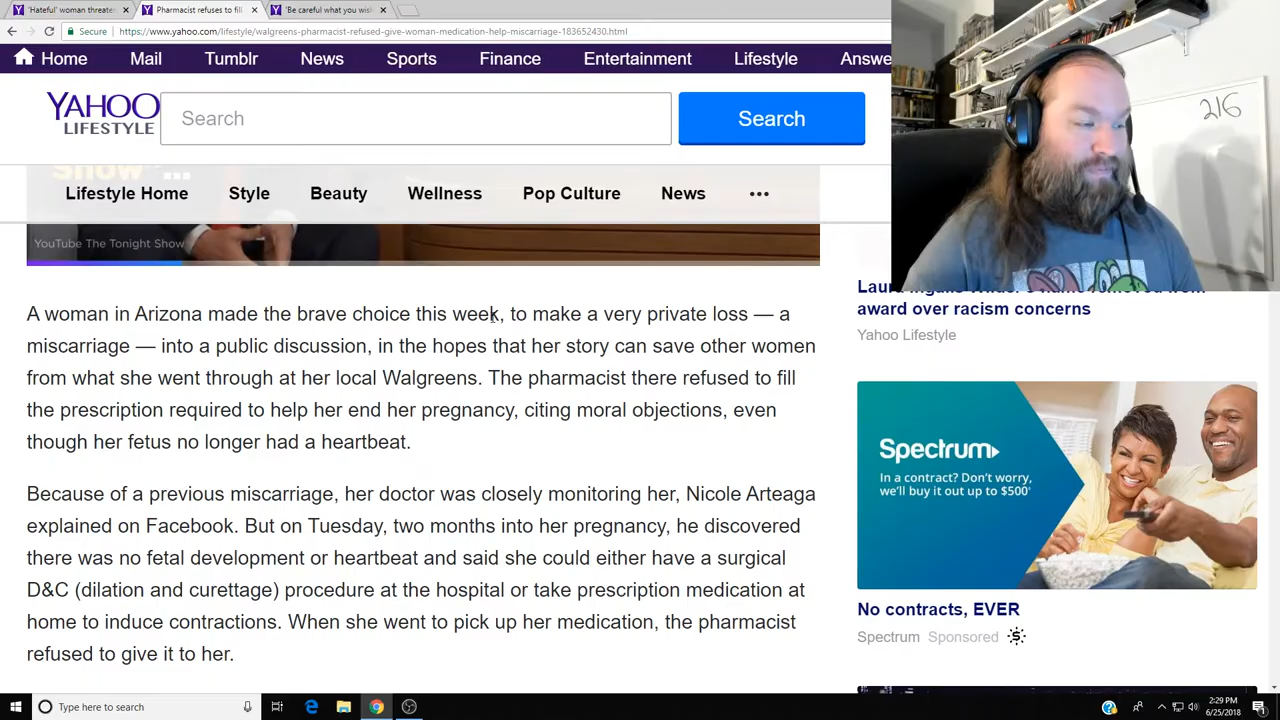 'Hateful' woman threaten
Pharmacist refuses to fill
'Be careful what you wish
Secure
https://www.yahoo.com/lifestyle/walgreens-pharmacist-refused-give-woman-medication-help-miscarriage-183652430.html
Home Mail Tumblr News Sports Finance Entertainment Lifestyle Answe
YAHOO
LIFESTYLE
Search
Search
216
Show
Lifestyle Home Style Beauty Wellness Pop Culture News •••
YouTube The Tonight Show
A woman in Arizona made the brave choice this week, to make a very private loss — a
miscarriage — into a public discussion, in the hopes that her story can save other women
from what she went through at her local Walgreens. The pharmacist there refused to fill
the prescription required to help her end her pregnancy, citing moral objections, even
though her fetus no longer had a heartbeat.
Because of a previous miscarriage, her doctor was closely monitoring her, Nicole Arteaga
explained on Facebook. But on Tuesday, two months into her pregnancy, he discovered
there was no fetal development or heartbeat and said she could either have a surgical
D&C (dilation and curettage) procedure at the hospital or take prescription medication at
home to induce contractions. When she went to pick up her medication, the pharmacist
refused to give it to her.
award over racism concerns
Yahoo Lifestyle
Spectrum
In a contract? Don't worry,
we'll buy it out up to $500
No contracts, EVER
Spectrum Sponsored
Type here to search
2:29 PM
6/25/2018